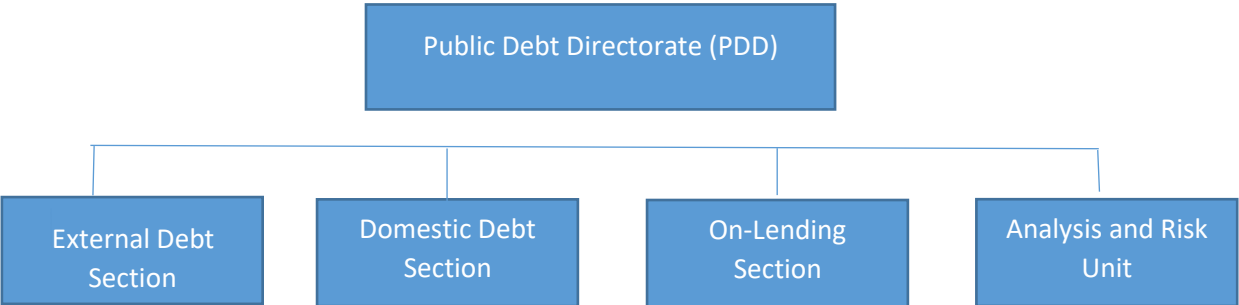 Public Debt Directorate (PDD)
External Debt
Section
Domestic Debt
Section
On-Lending
Section
Analysis and Risk
Unit